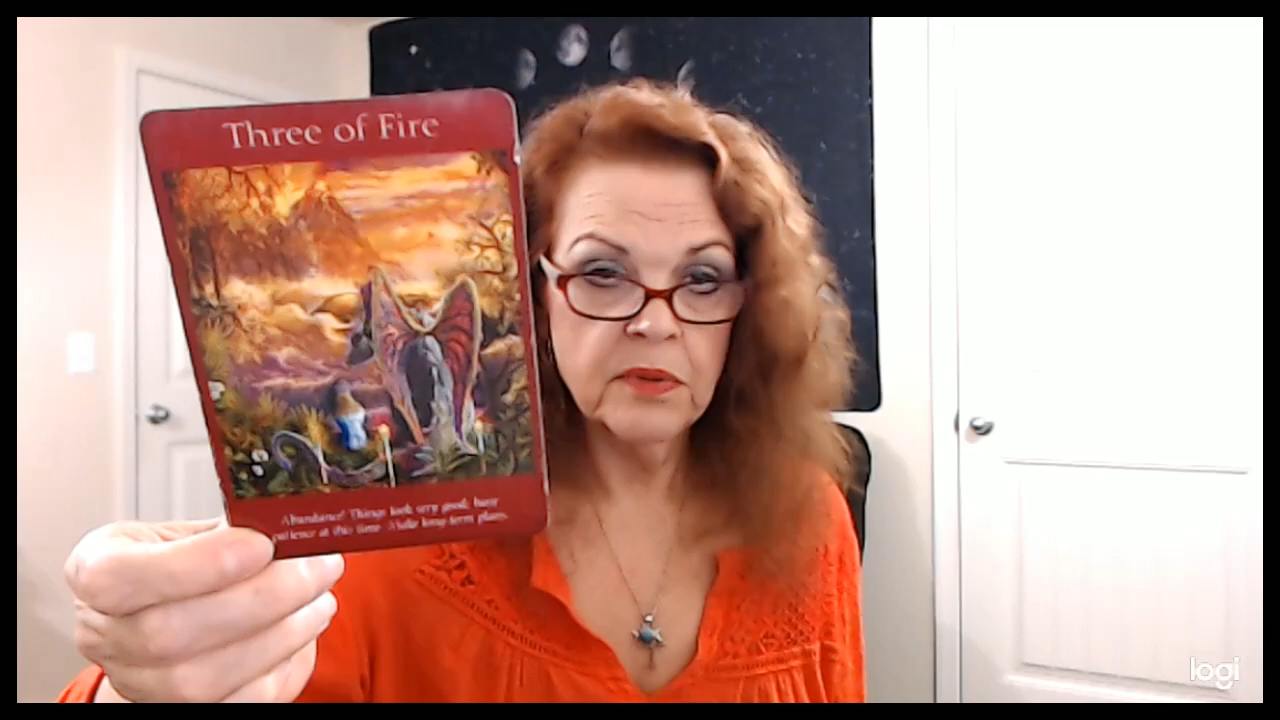 Three of Fire
Abundance! Things look very good; have
patience at this time. Make long-term plans.
logi